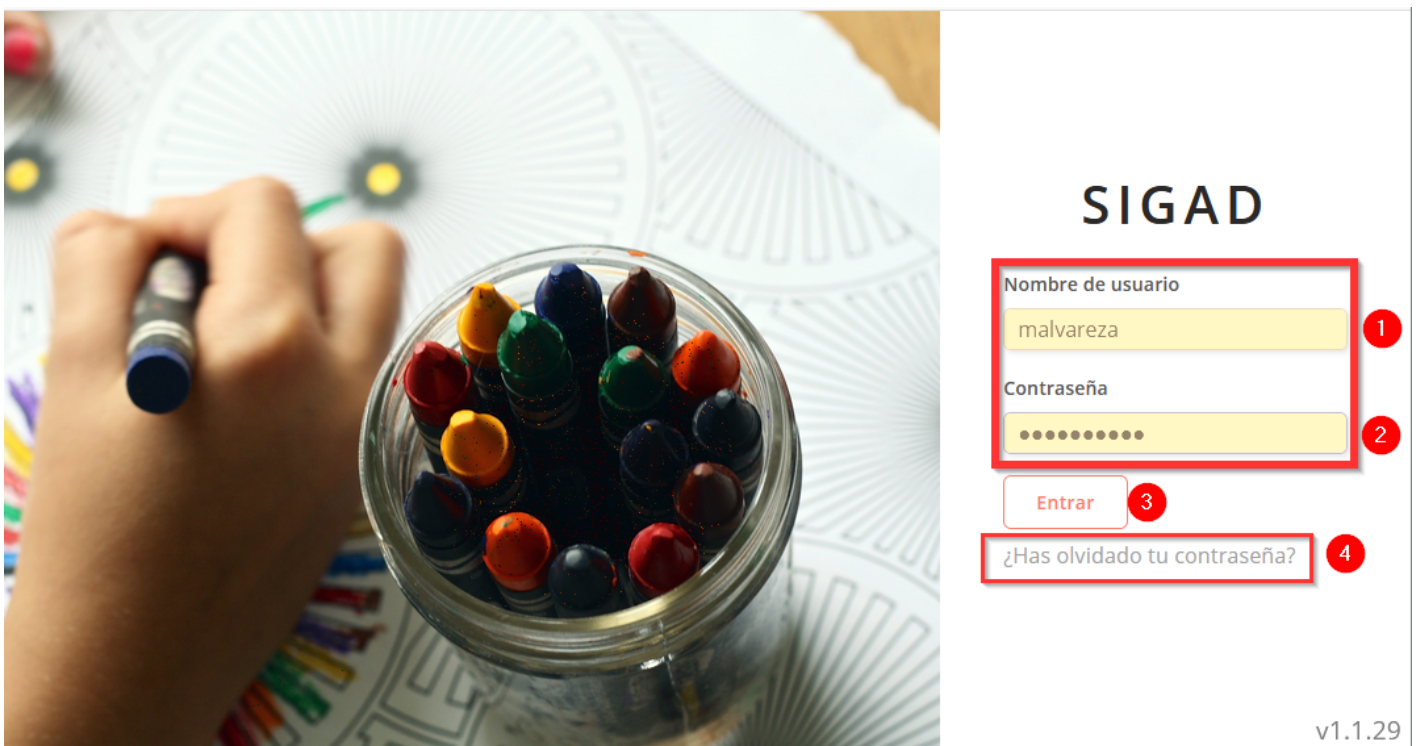 SIGAD
Nombre de usuario
malvareza
1
Contraseña
••••••••••
2
Entrar
3
¿Has olvidado tu contraseña?
4
v1.1.29